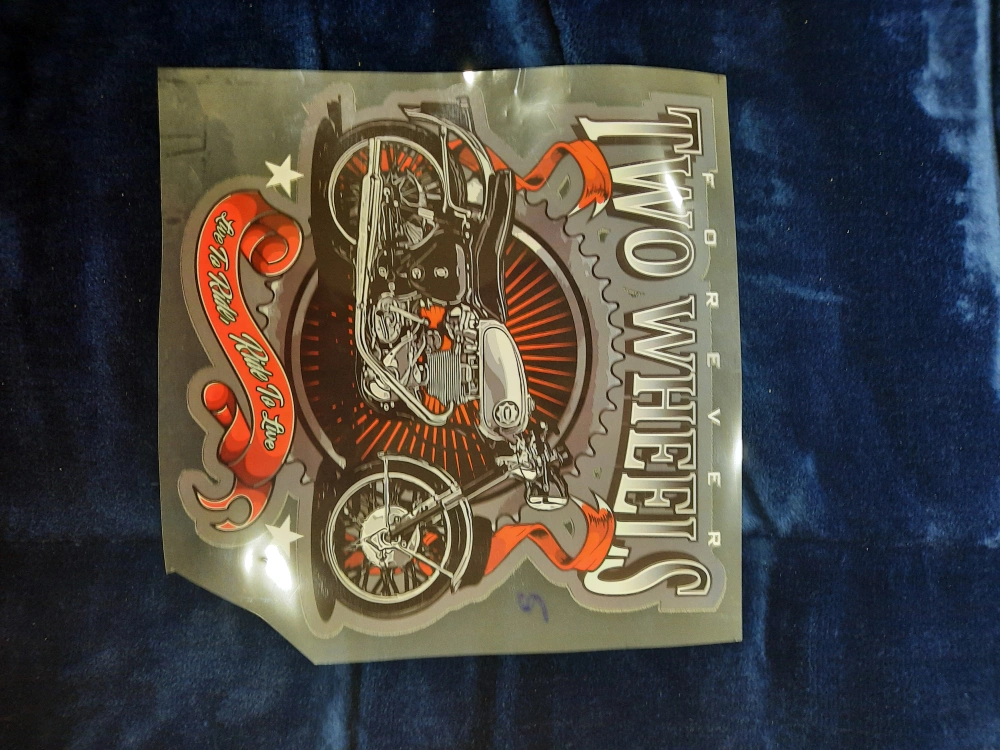 FOREVER
TWO WHEELS
Live To Ride, Ride To Live